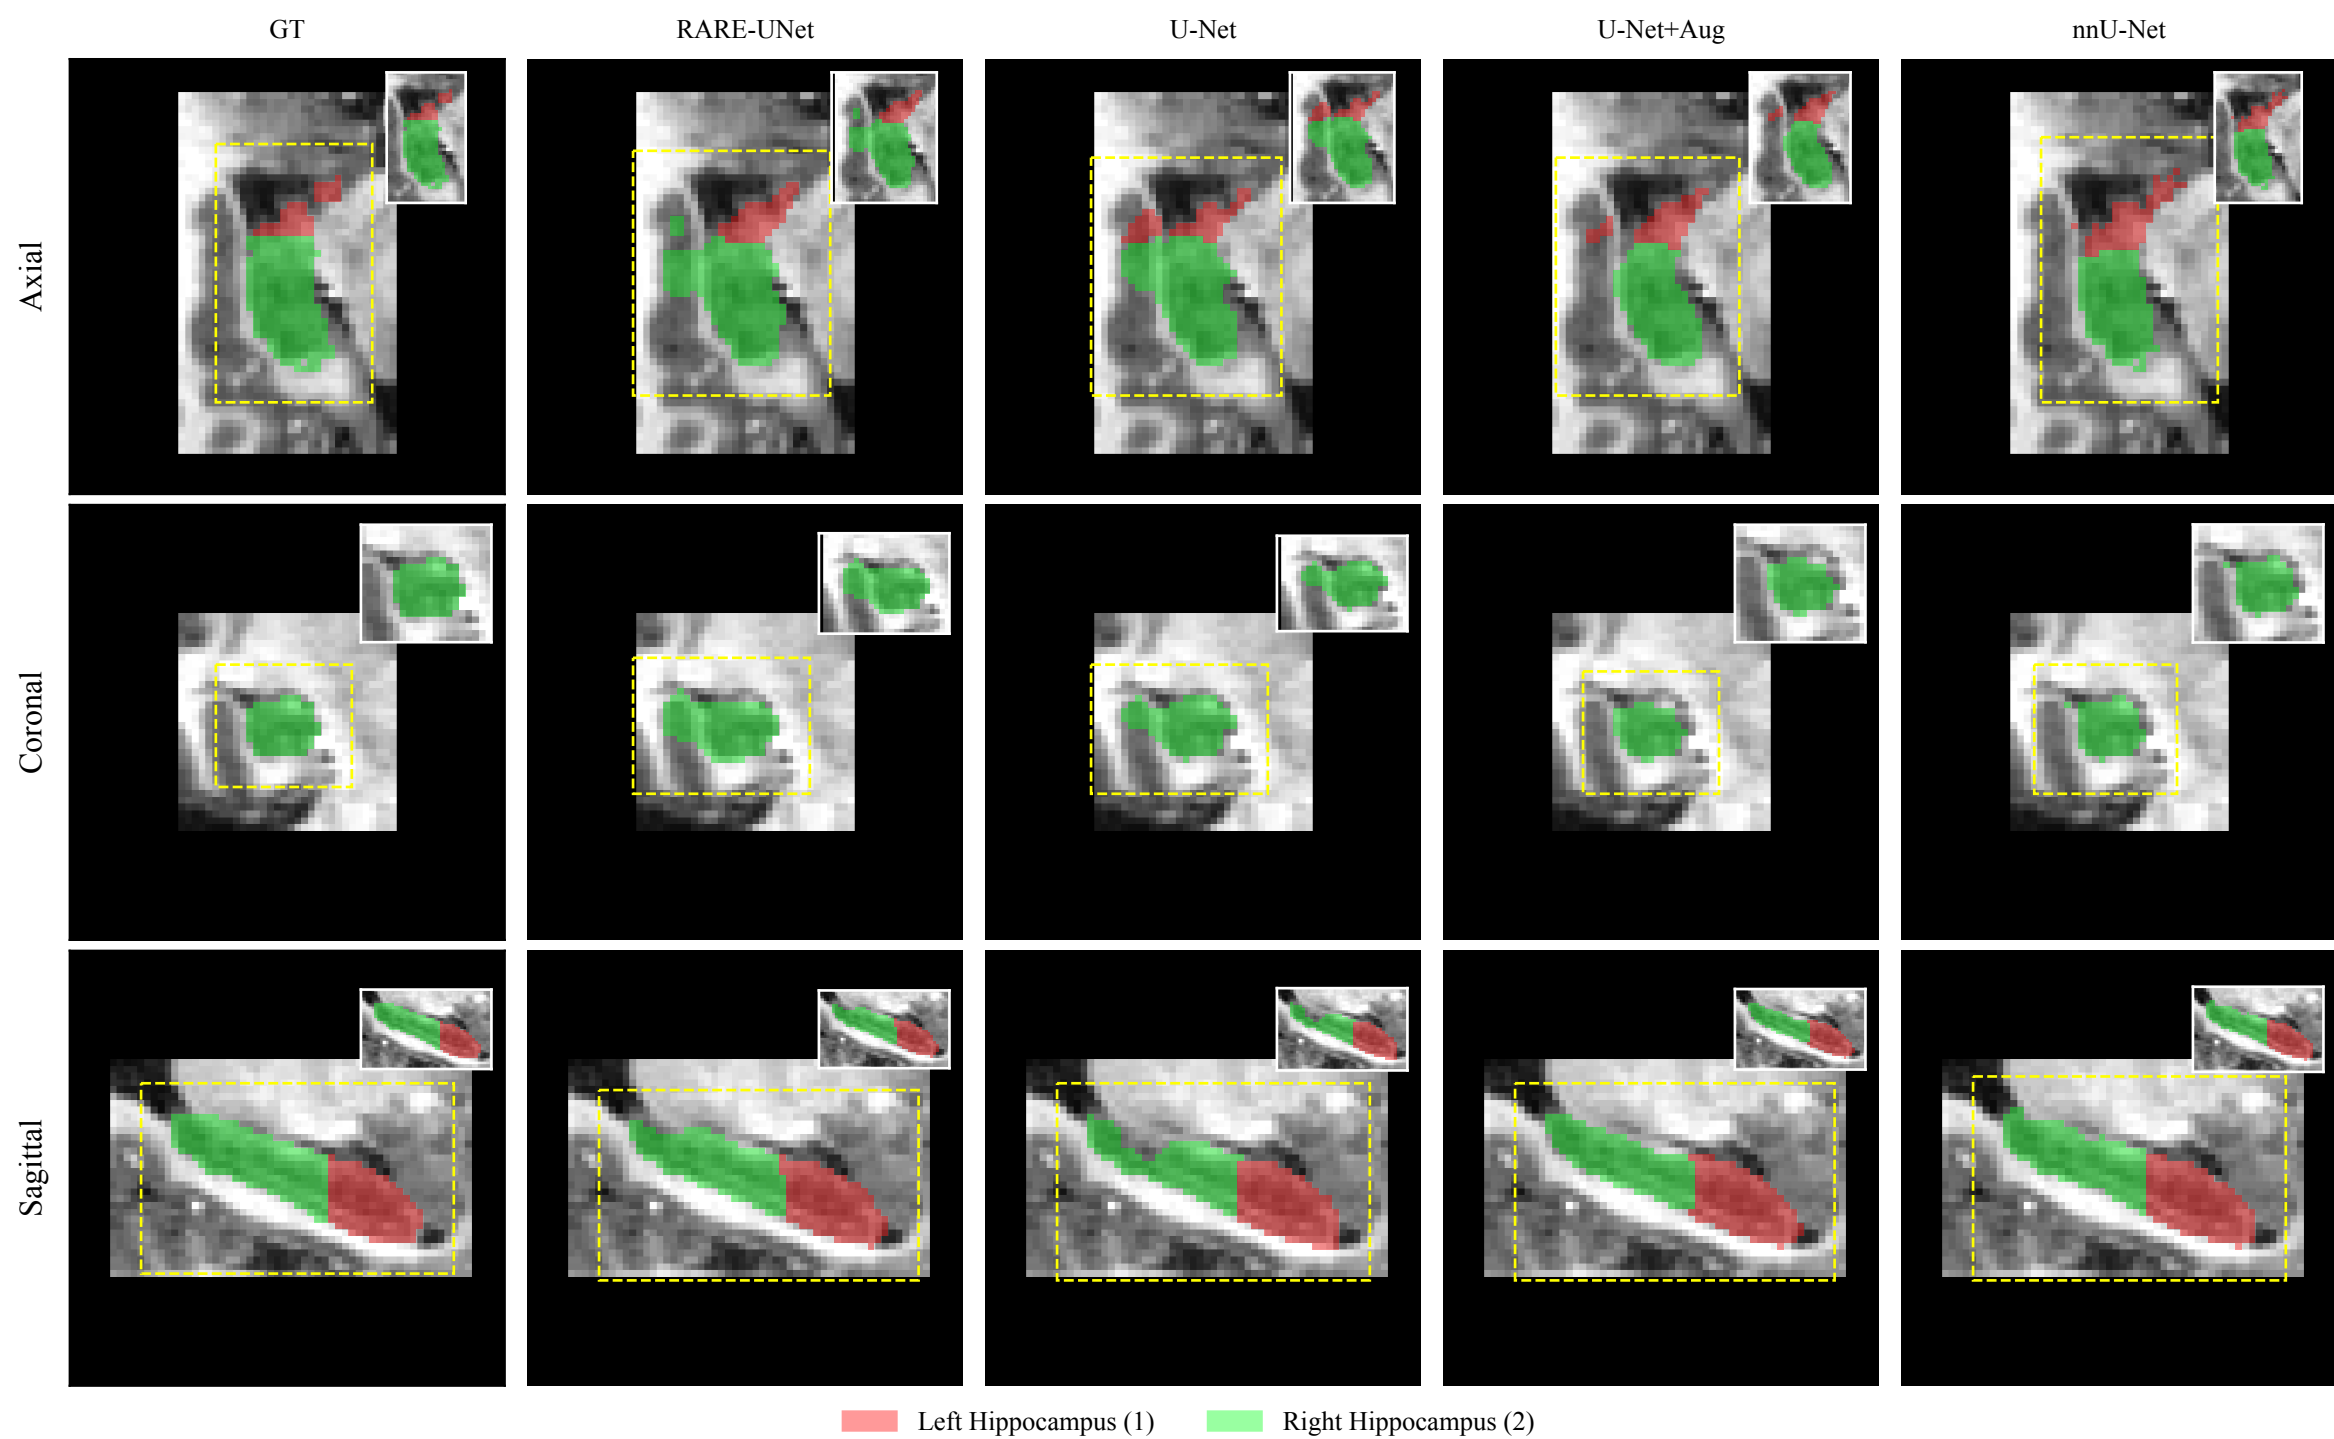 GT RARE-UNet U-Net U-Net+Aug nnU-Net
Axial
Coronal
Sagittal
Left Hippocampus (1) Right Hippocampus (2)